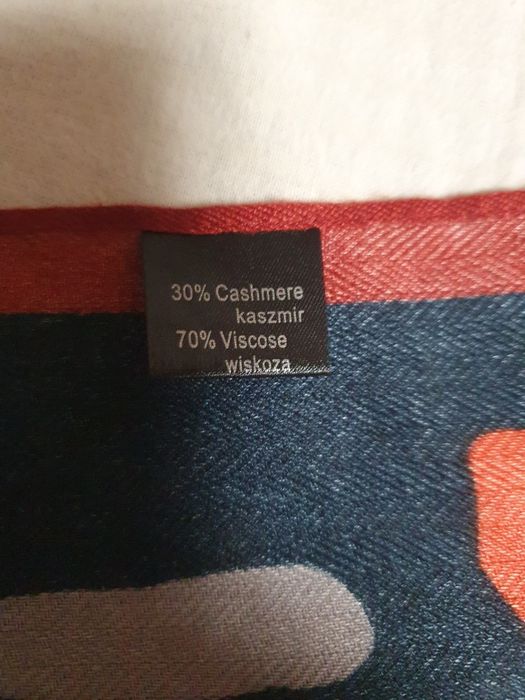 30% Cashmere
kaszmir
70% Viscose
wiskoza